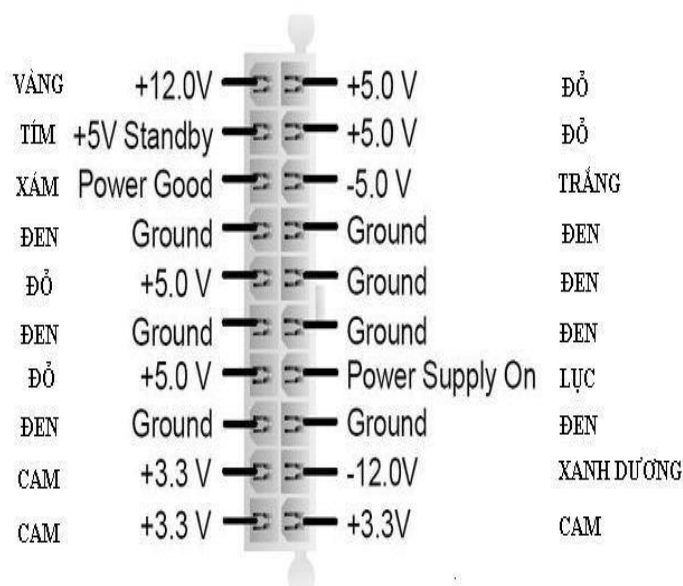 VÀNG +12.0V +5.0 V ĐỎ
TÍM +5V Standby +5.0 V ĐỎ
XÁM Power Good -5.0 V TRẮNG
ĐEN Ground Ground ĐEN
ĐỎ +5.0 V Ground ĐEN
ĐEN Ground Ground ĐEN
ĐỎ +5.0 V Power Supply On LỤC
ĐEN Ground Ground ĐEN
CAM +3.3 V -12.0V XANH DƯƠNG
CAM +3.3 V +3.3V CAM